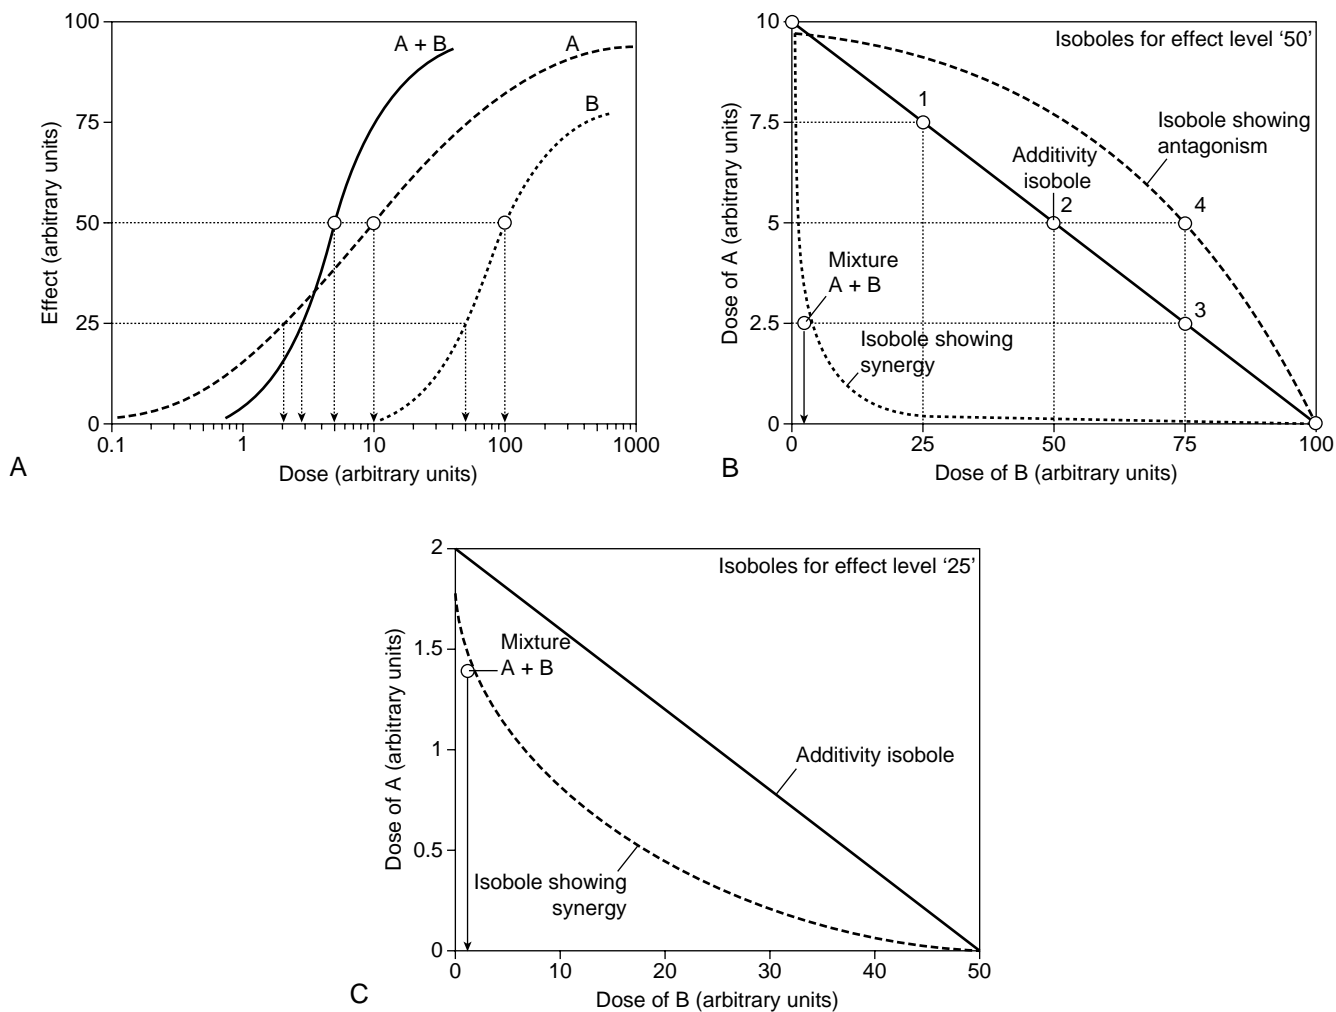 100
75
50
25
0
Effect (arbitrary units)
A + B
A
B
0.1
1
10
100
1000
Dose (arbitrary units)
A
Isoboles for effect level ‘50’
10
7.5
5
2.5
0
Dose of A (arbitrary units)
1
Additivity
isobole
2
Isobole showing
antagonism
4
Mixture
A + B
3
Isobole showing
synergy
0
25
50
75
100
Dose of B (arbitrary units)
B
Isoboles for effect level ‘25’
2
1.5
1
0.5
0
Dose of A (arbitrary units)
Mixture
A + B
Additivity isobole
Isobole showing
synergy
0
10
20
30
40
50
Dose of B (arbitrary units)
C